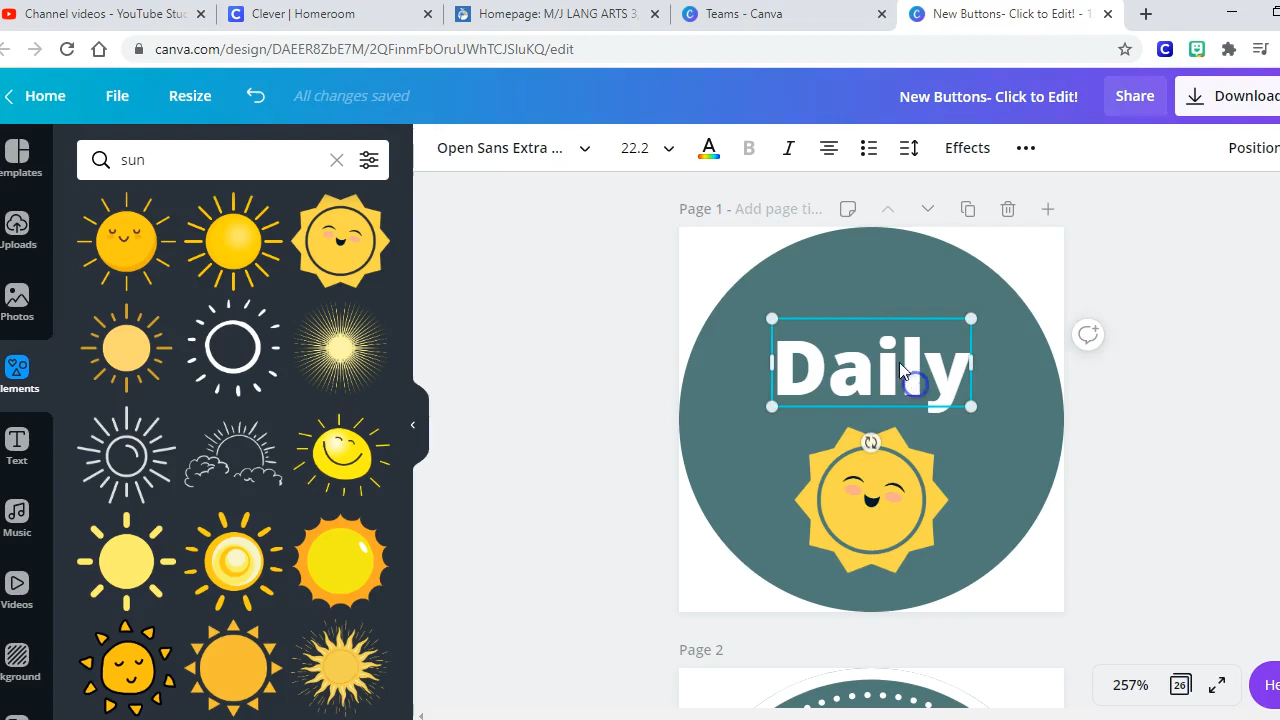 Channel videos - YouTube Stu
Clever | Homeroom
Homepage: M/J LANG ARTS 3,
Teams - Canva
New Buttons- Click to Edit! - 1
canva.com/design/DAEER8ZbE7M/2QFinmFbOruUWhTCJSluKQ/edit
Home
File
Resize
All changes saved
New Buttons- Click to Edit!
Share
Download
emplates
Uploads
Photos
lements
Text
Music
Videos
kground
sun
Open Sans Extra ...
22.2
A
B
I
Effects
Position
Page 1 - Add page ti...
Daily
Page 2
257%
26
He